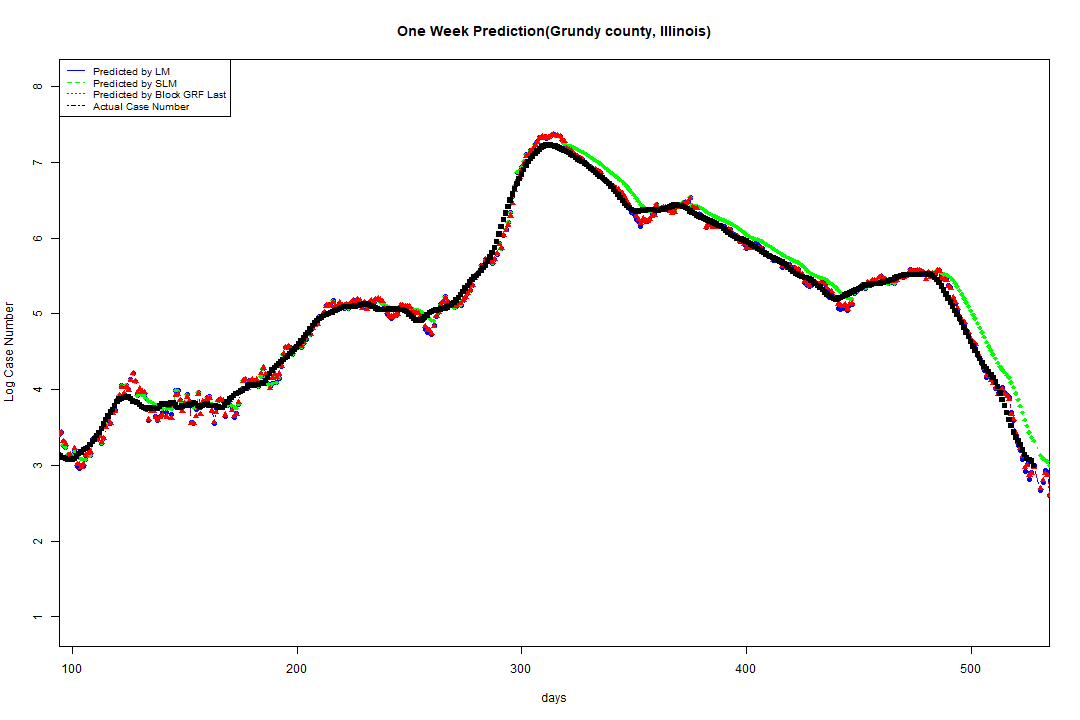 One Week Prediction(Grundy county, Illinois)
Predicted by LM
Predicted by SLM
Predicted by Block GRF Last
Actual Case Number
8
7
6
5
4
3
2
1
Log Case Number
100 200 300 400 500
days